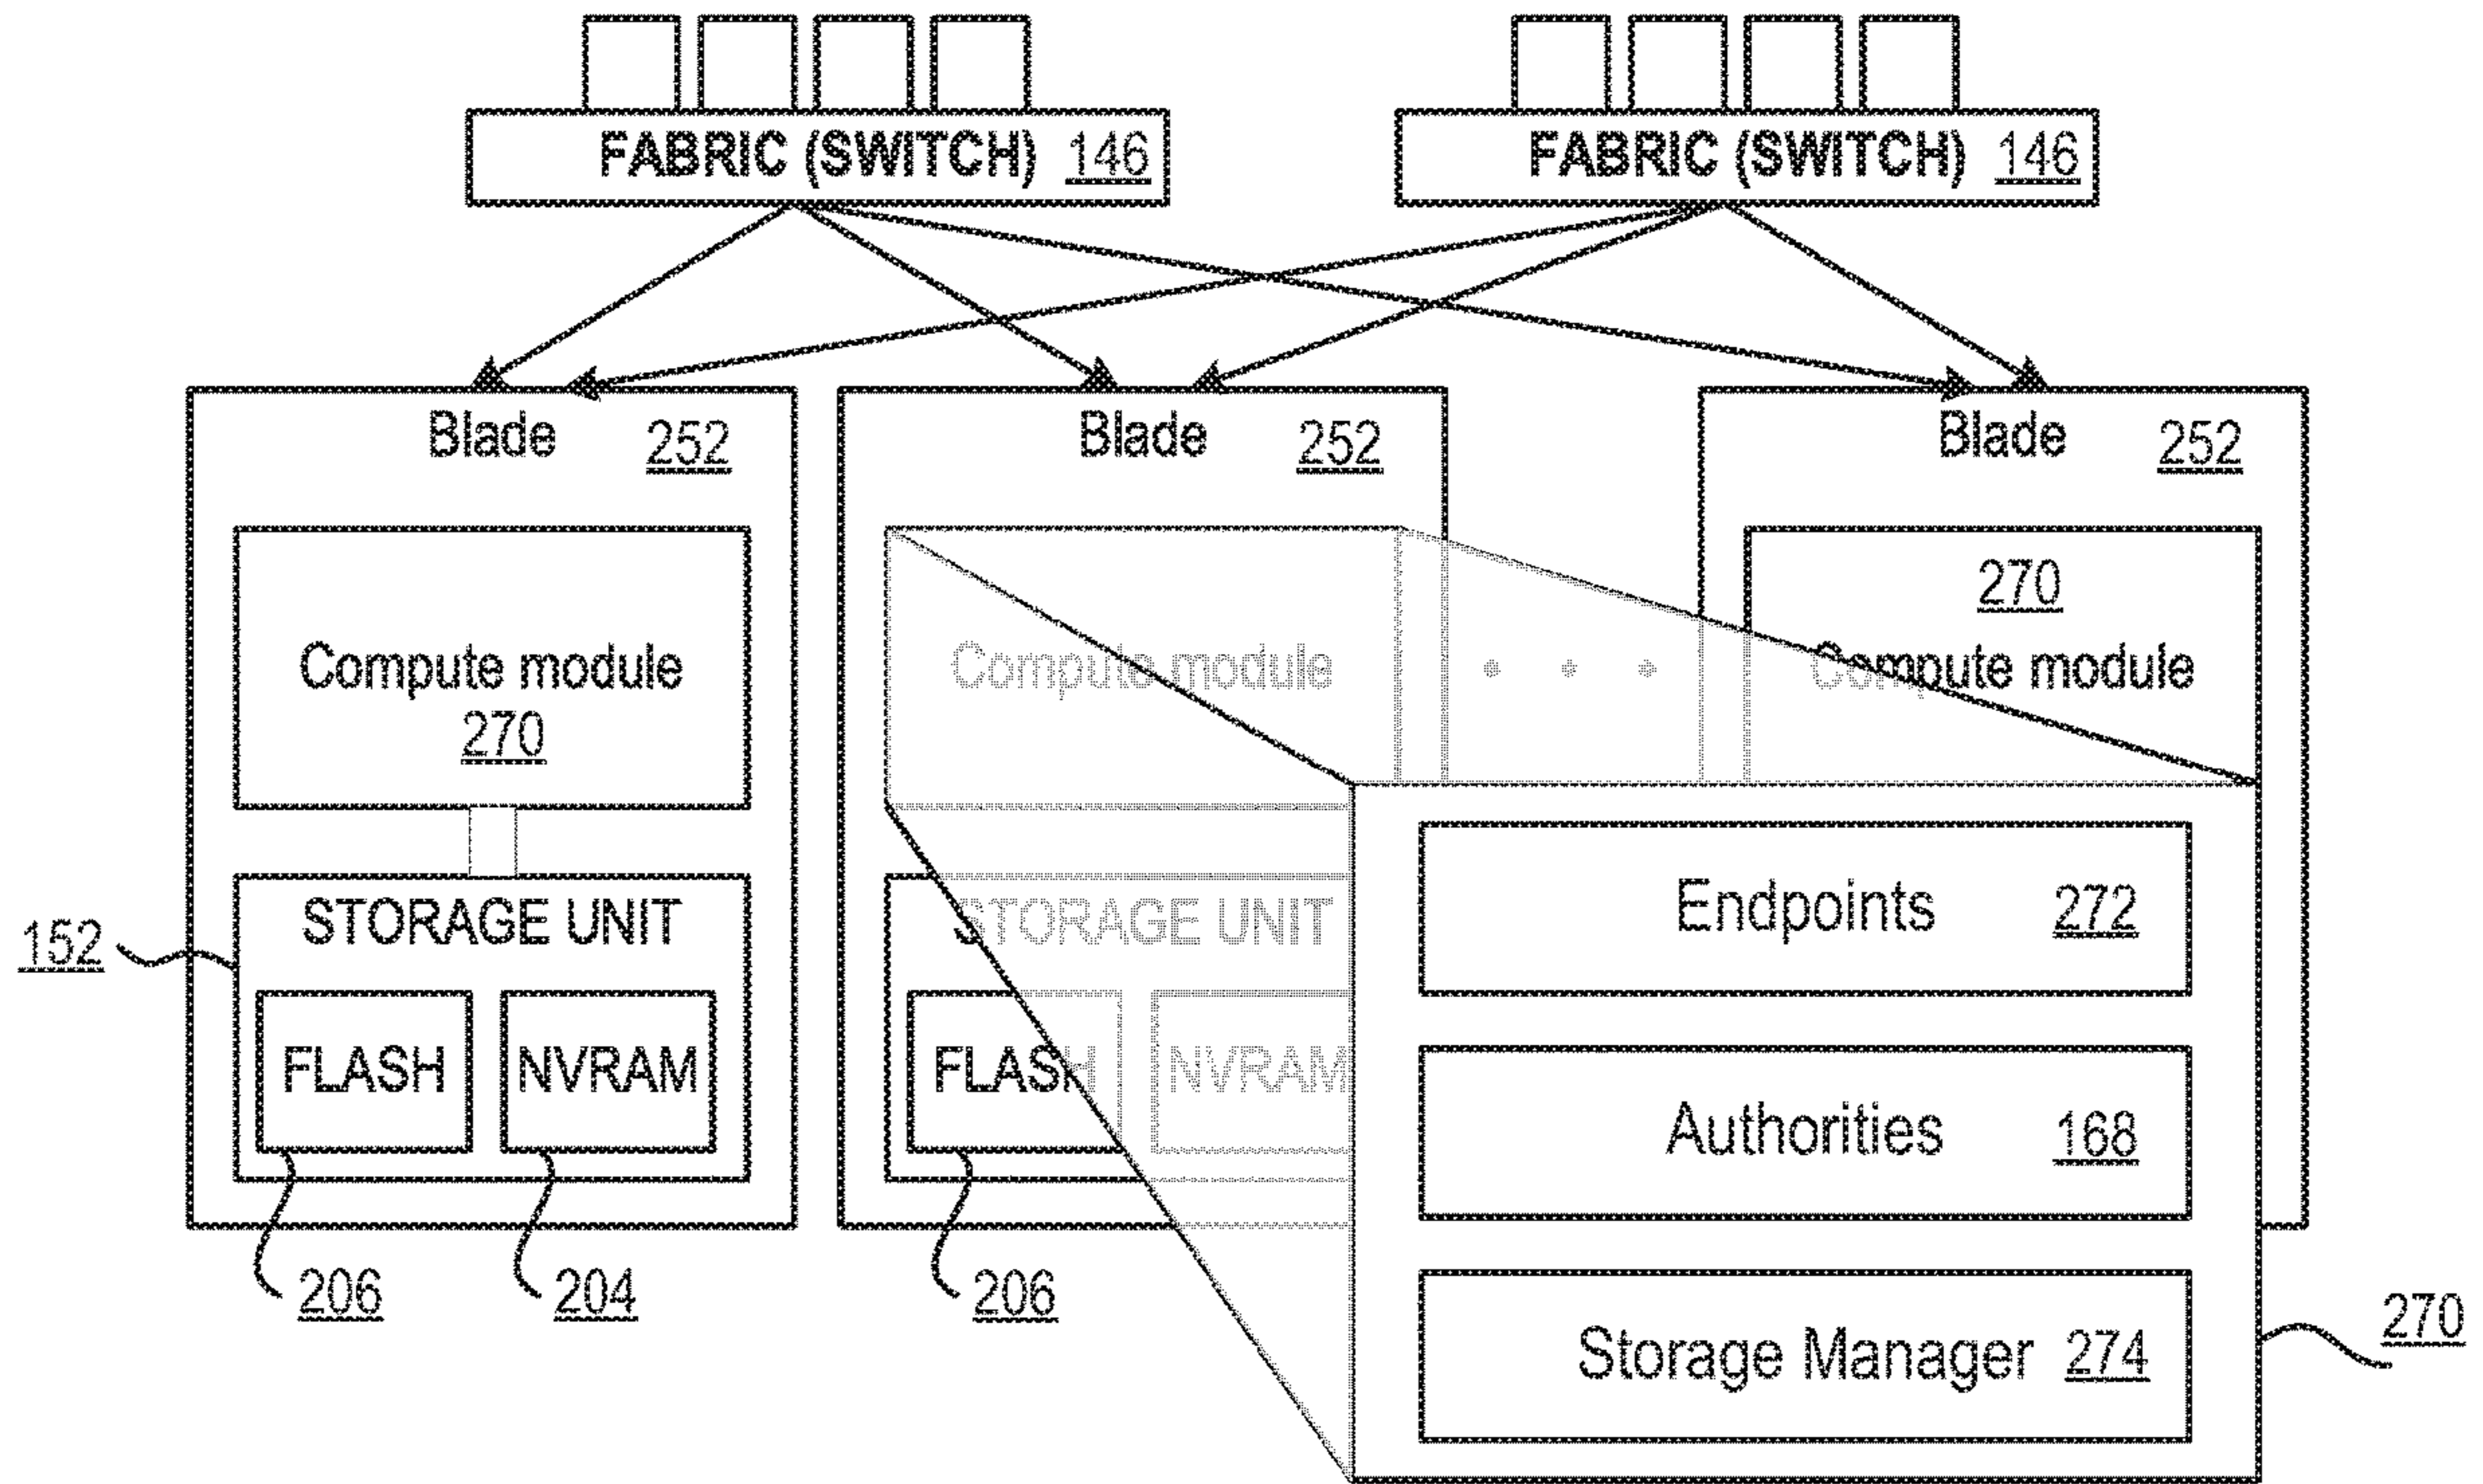 FABRIC (SWITCH) 146
FABRIC (SWITCH) 146
Blade 252
Blade 252
Blade 252
Compute module
270
Compute module
270
Compute module
152
STORAGE UNIT
FLASH
NVRAM
206
204
STORAGE UNIT
FLASH
NVRAM
206
Endpoints 272
Authorities 168
Storage Manager 274
270